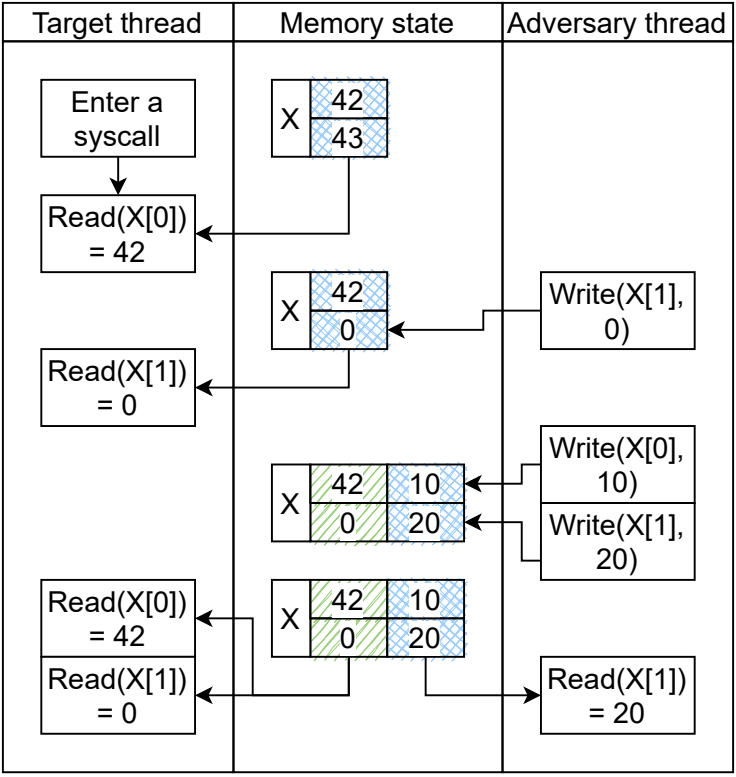 Target thread
Memory state
Adversary thread
Enter a
syscall
X
42
43
Read(X[0])
= 42
X
42
0
Write(X[1],
0)
Read(X[1])
= 0
Write(X[0],
10)
X
42 10
0 20
Write(X[1],
20)
X
42 10
0 20
Read(X[0])
= 42
Read(X[1])
= 0
Read(X[1])
= 20